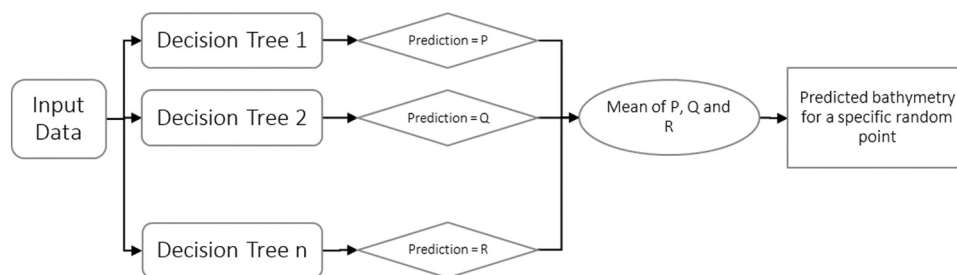 Input
Data
Decision Tree 1
Prediction = P
Decision Tree 2
Prediction = Q
Decision Tree n
Prediction = R
Mean of P, Q and
R
Predicted bathymetry
for a specific random
point